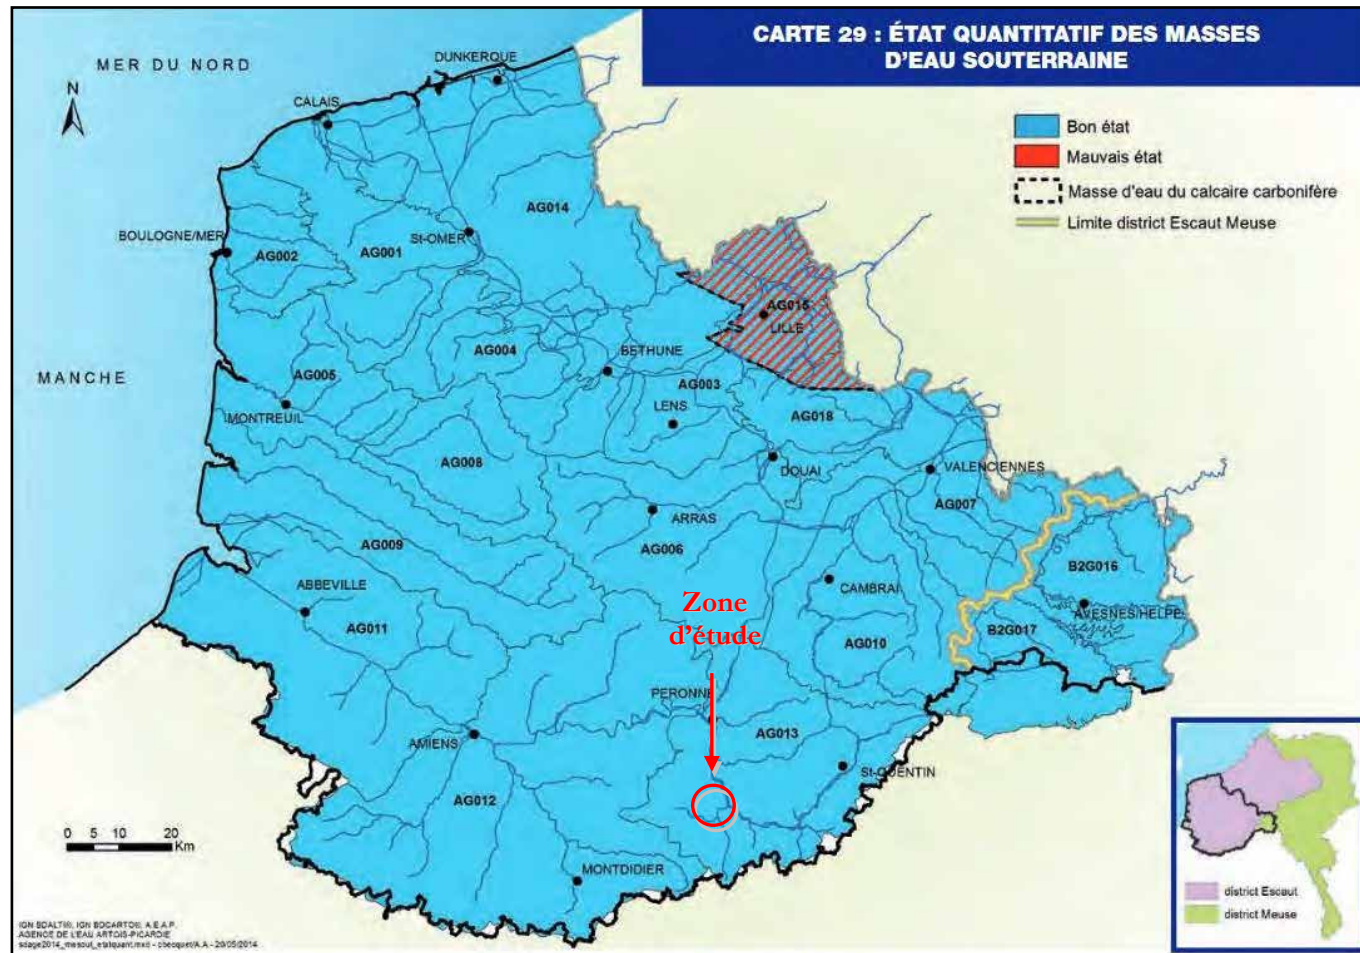 CARTE 29 : ÉTAT QUANTITATIF DES MASSES
D'EAU SOUTERRAINE
MER DU NORD
N
DUNKERQUE
CALAIS
Bon état
Mauvais état
Masse d'eau du calcaire carbonifère
Limite district Escaut Meuse
AG014
BOULOGNE/MER
St-OMER
AG002
AG001
AG015
LILLE
AG004
BETHUNE
MANCHE
AG005
AG003
LENS
AG018
MONTREUIL
AG008
DOUAI
VALENCIENNES
AG007
ARRAS
AG006
AG009
B2G016
ABBEVILLE
CAMBRAI
Zone
d'étude
AVESNES/HELPE
AG011
AG010
B2G017
PERONNE
AG013
AMIENS
St-QUENTIN
AG012
0 5 10 20
Km
MONTDIDIER
district Escaut
district Meuse
AGENCE DE L'EAU ARTOIS-PICARDIE